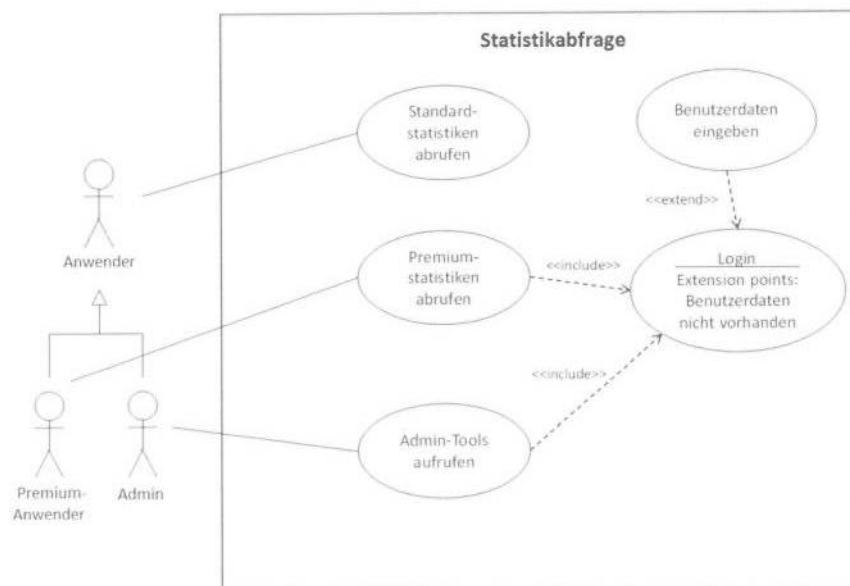 Statistikabfrage
Standard-
statistiken
abrufen
Benutzerdaten
eingeben
<<extend>>
Anwender
Premium-
statistiken
abrufen
<<include>>
Login
Extension points:
Benutzerdaten
nicht vorhanden
<<include>>
Admin-Tools
aufrufen
Premium-
Anwender
Admin